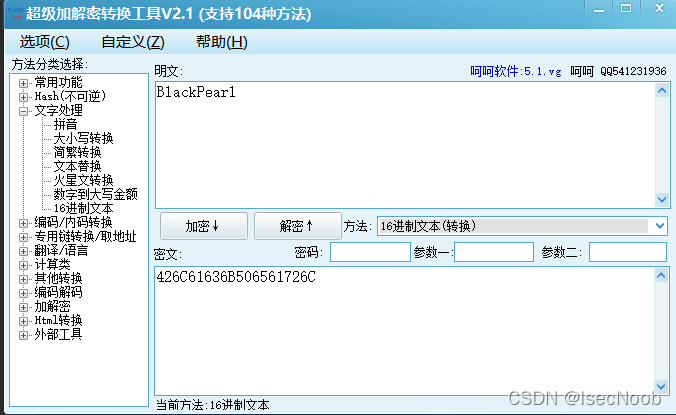 超级加解密转换工具V2.1 (支持104种方法)
选项(C) 自定义(Z) 帮助(H)
方法分类选择:
常用功能
Hash(不可逆)
文字处理
拼音
大小写转换
简繁转换
文本替换
火星文转换
数字到大写金额
16进制文本
编码/内码转换
专用链转换/取地址
翻译/语言
计算类
其他转换
编码解码
加解密
Html转换
外部工具
明文: 呵呵软件:5.1.vg 呵呵 QQ541231936
BlackPearl
加密↓ 解密↑ 方法: 16进制文本(转换)
密文: 密码: 参数一: 参数二:
426C61636B506561726C
当前方法:16进制文本
CSDN @IsecNoob